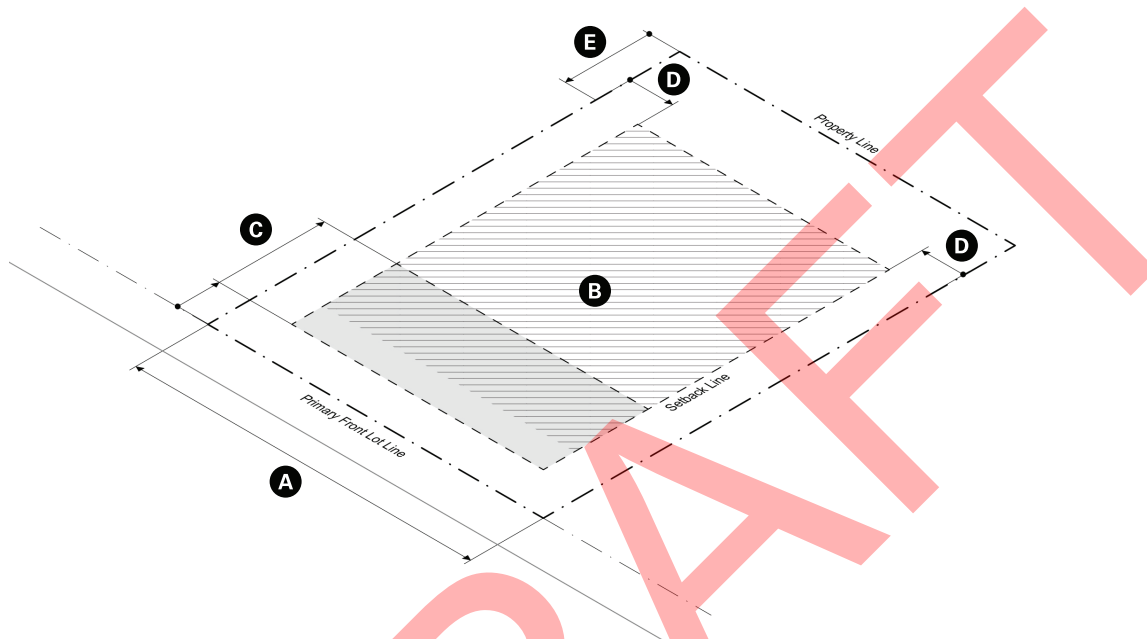 E
D
Property Line
C
D
B
Setback Line
Primary Front Lot Line
A
DRAFT